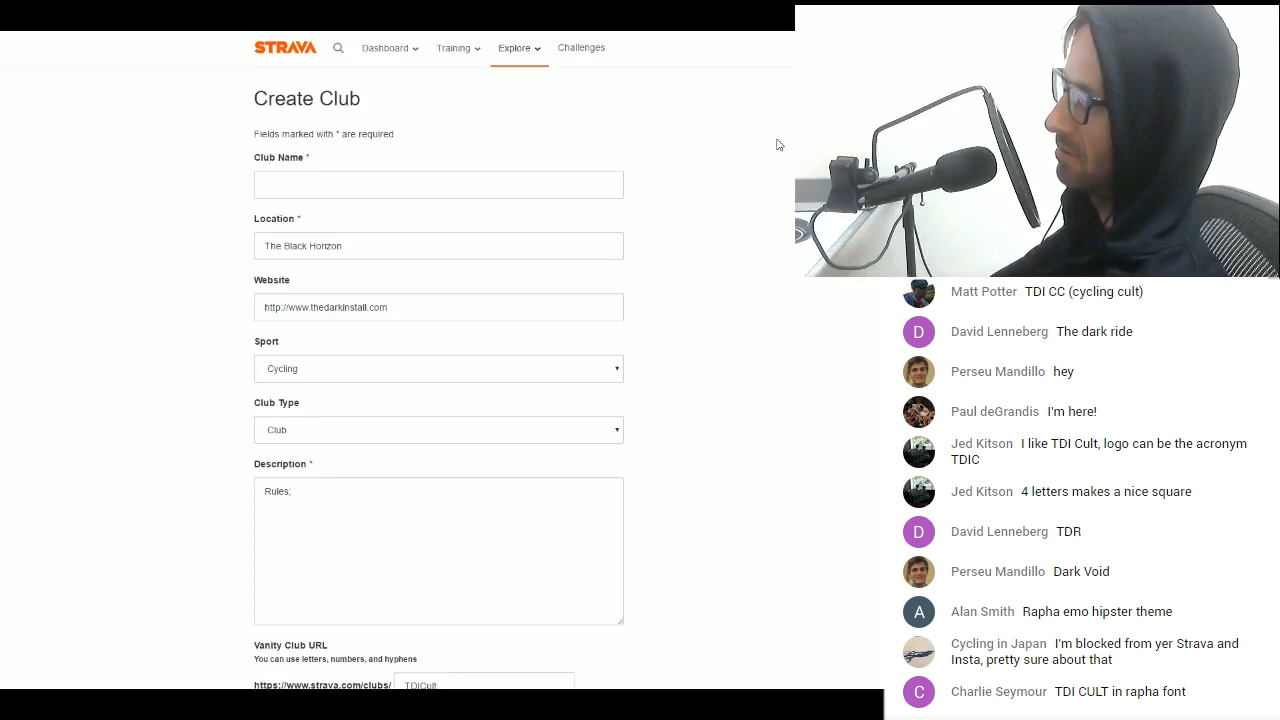 STRAVA Dashboard Training Explore Challenges
Create Club
Fields marked with * are required
Club Name *
Location *
The Black Horizon
Website
http://www.thedarkinstall.com
Sport
Cycling
Club Type
Club
Description *
Rules;
Vanity Club URL
You can use letters, numbers, and hyphens
https://www.strava.com/clubs/ TDICult
Matt Potter TDI CC (cycling cult)
D David Lenneberg The dark ride
Perseu Mandillo hey
Paul deGrandis I'm here!
Jed Kitson I like TDI Cult, logo can be the acronym
TDIC
Jed Kitson 4 letters makes a nice square
D David Lenneberg TDR
Perseu Mandillo Dark Void
A Alan Smith Rapha emo hipster theme
Cycling in Japan I'm blocked from yer Strava and
Insta, pretty sure about that
C Charlie Seymour TDI CULT in rapha font